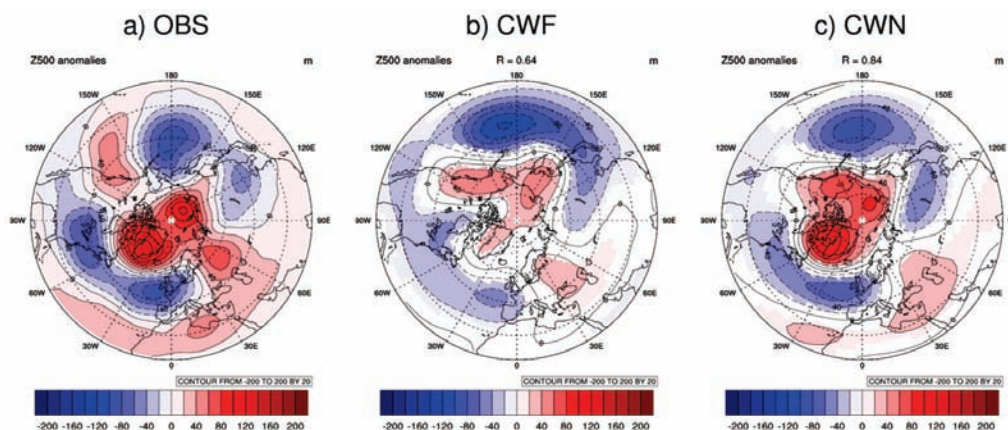 a) OBS
b) CWF
c) CWN
Z500 anomalies m
Z500 anomalies R = 0.64 m
Z500 anomalies R = 0.84 m
180
150W 150E
120W 120E
90W 90E
60W 60E
30W 30E
0
180
150W 150E
120W 120E
90W 90E
60W 60E
30W 30E
0
180
150W 150E
120W 120E
90W 90E
60W 60E
30W 30E
0
CONTOUR FROM -200 TO 200 BY 20
CONTOUR FROM -200 TO 200 BY 20
CONTOUR FROM -200 TO 200 BY 20
-200 -160 -120 -80 -40 0 40 80 120 160 200
-200 -160 -120 -80 -40 0 40 80 120 160 200
-200 -160 -120 -80 -40 0 40 80 120 160 200